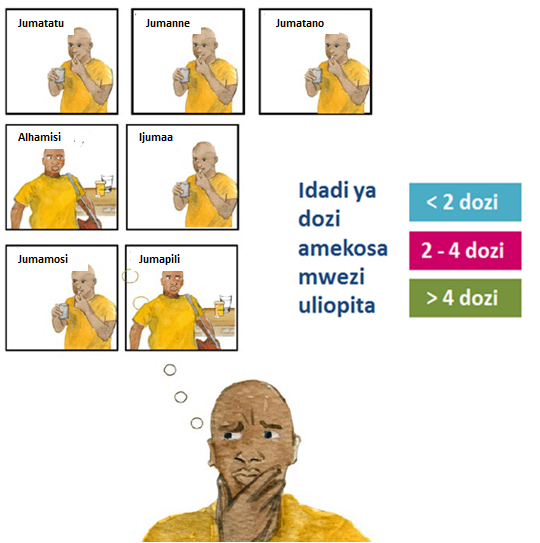 Jumatatu
Jumanne
Jumatano
Alhamisi
Ijumaa
Jumamosi
Jumapili
Idadi ya
dozi
amekosa
mwezi
uliopita
< 2 dozi
2 - 4 dozi
> 4 dozi